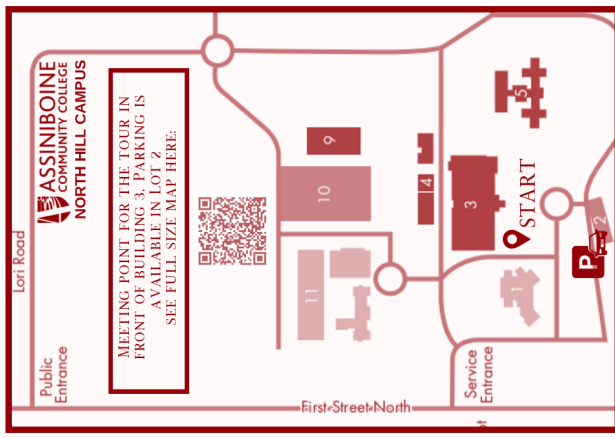 Lori Road
ASSINIBOINE
COMMUNITY COLLEGE
NORTH HILL CAMPUS
Public
Entrance
MEETING POINT FOR THE TOUR IN
FRONT OF BUILDING 3, PARKING IS
AVAILABLE IN LOT 2
SEE FULL SIZE MAP HERE:
9
10
11
4
3
5
START
1
2
P
First Street North
Service
Entrance